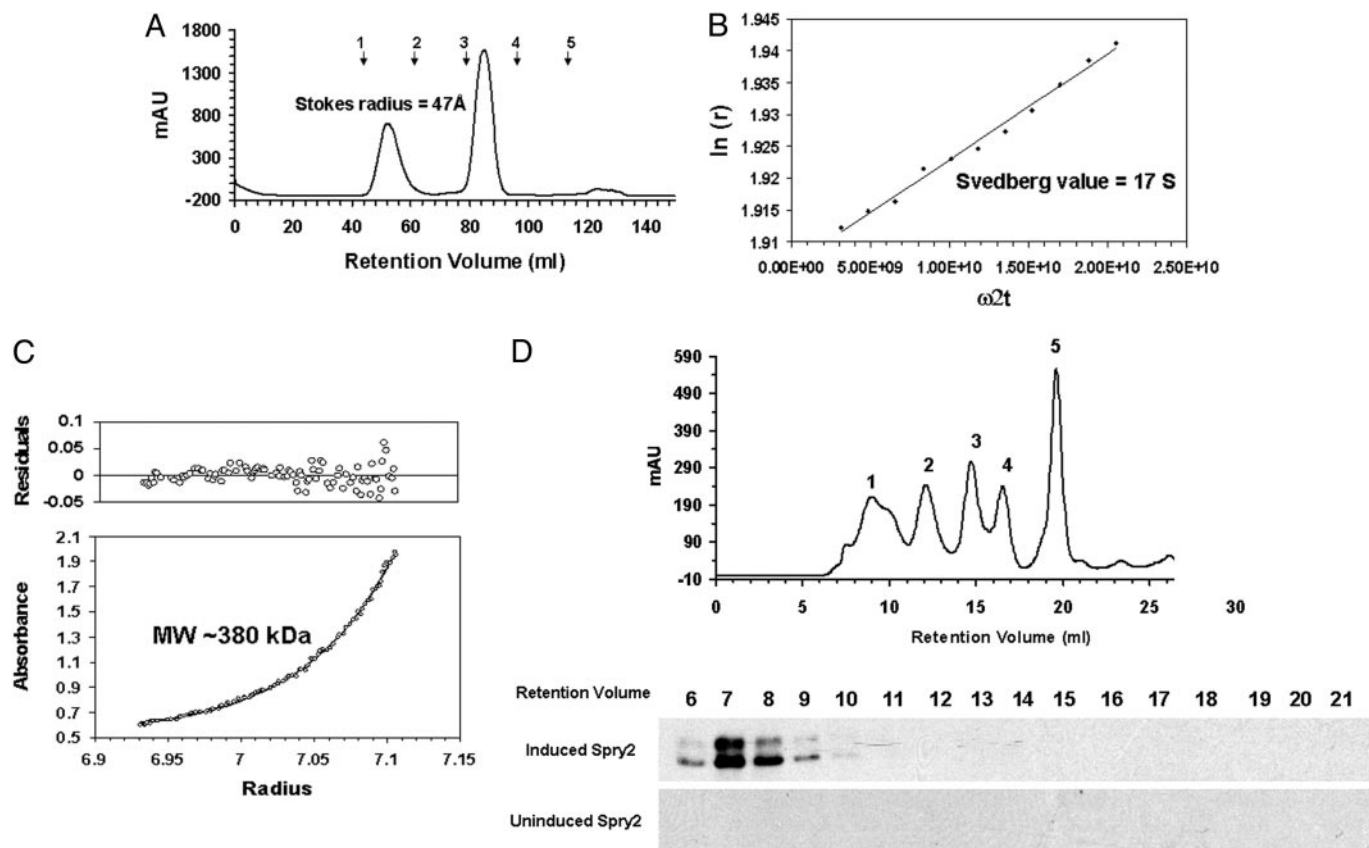 A
1800
1300
800
300
-200
mAU
1 2 3 4 5
Stokes radius = 47Å
0 20 40 60 80 100 120 140
Retention Volume (ml)
B
1.945
1.94
1.935
1.93
1.925
1.92
1.915
1.91
ln (r)
Svedberg value = 17 S
0.00E+00 5.00E+09 1.00E+10 1.50E+10 2.00E+10 2.50E+10
ω2t
C
Residuals
0.1
0.05
0
-0.05
Absorbance
2.1
1.9
1.7
1.5
1.3
1.1
0.9
0.7
0.5
MW ~380 kDa
6.9 6.95 7 7.05 7.1 7.15
Radius
D
590
490
390
290
190
90
-10
mAU
1 2 3 4 5
0 5 10 15 20 25 30
Retention Volume (ml)
Retention Volume 6 7 8 9 10 11 12 13 14 15 16 17 18 19 20 21
Induced Spry2
Uninduced Spry2